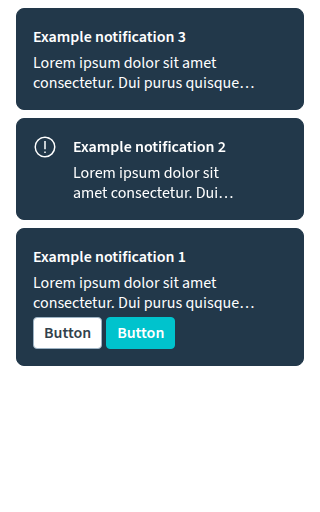 Example notification 3
Lorem ipsum dolor sit amet
consectetur. Dui purus quisque…
Example notification 2
Lorem ipsum dolor sit
amet consectetur. Dui…
Example notification 1
Lorem ipsum dolor sit amet
consectetur. Dui purus quisque…
Button Button